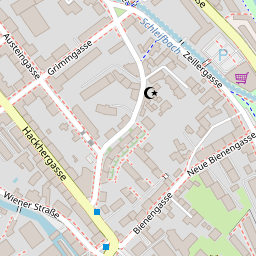 Schleifbach
Grimmgasse
Austeingasse
Zeillergasse
P
Hackhergasse
Neue Bienengasse
Wiener Straße
Bienengasse